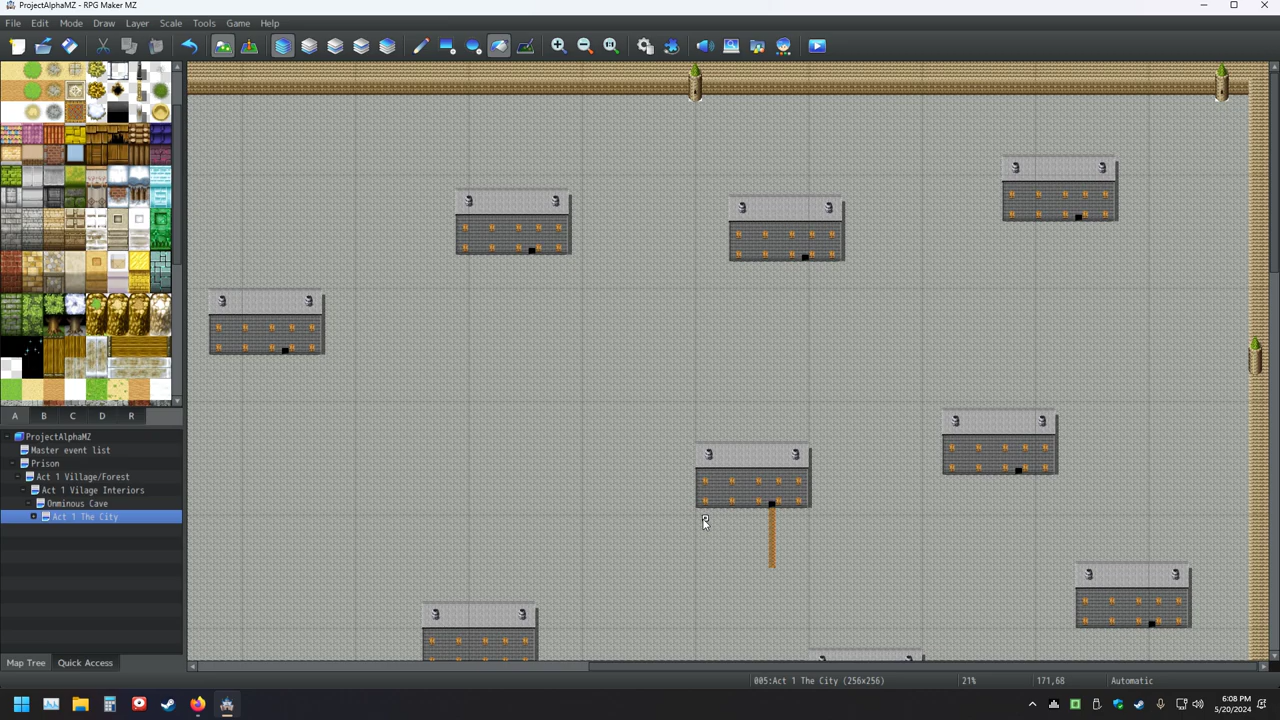 ProjectAlphaMZ - RPG Maker MZ
File Edit Mode Draw Layer Scale Tools Game Help
A B C D R
ProjectAlphaMZ
Master event list
Prison
Act 1 Village/Forest
Act 1 Vilage Interiors
Onminous Cave
Act 1 The City
Map Tree Quick Access
005:Act 1 The City (256x256) 21% 171,68 Automatic
6:08 PM
5/20/2024